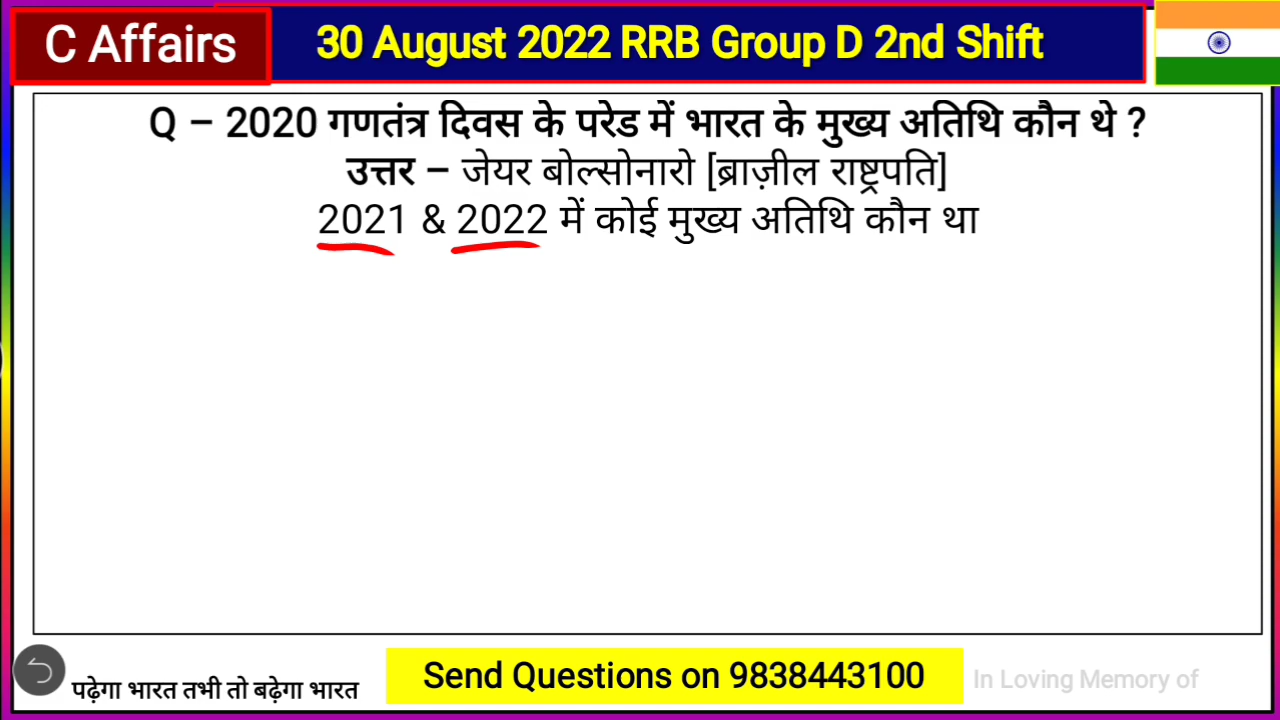 C Affairs
30 August 2022 RRB Group D 2nd Shift
Q – 2020 गणतंत्र दिवस के परेड में भारत के मुख्य अतिथि कौन थे ?
उत्तर – जेयर बोल्सोनारो [ब्राज़ील राष्ट्रपति]
2021 & 2022 में कोई मुख्य अतिथि कौन था
पढ़ेगा भारत तभी तो बढ़ेगा भारत
Send Questions on 9838443100
In Loving Memory of